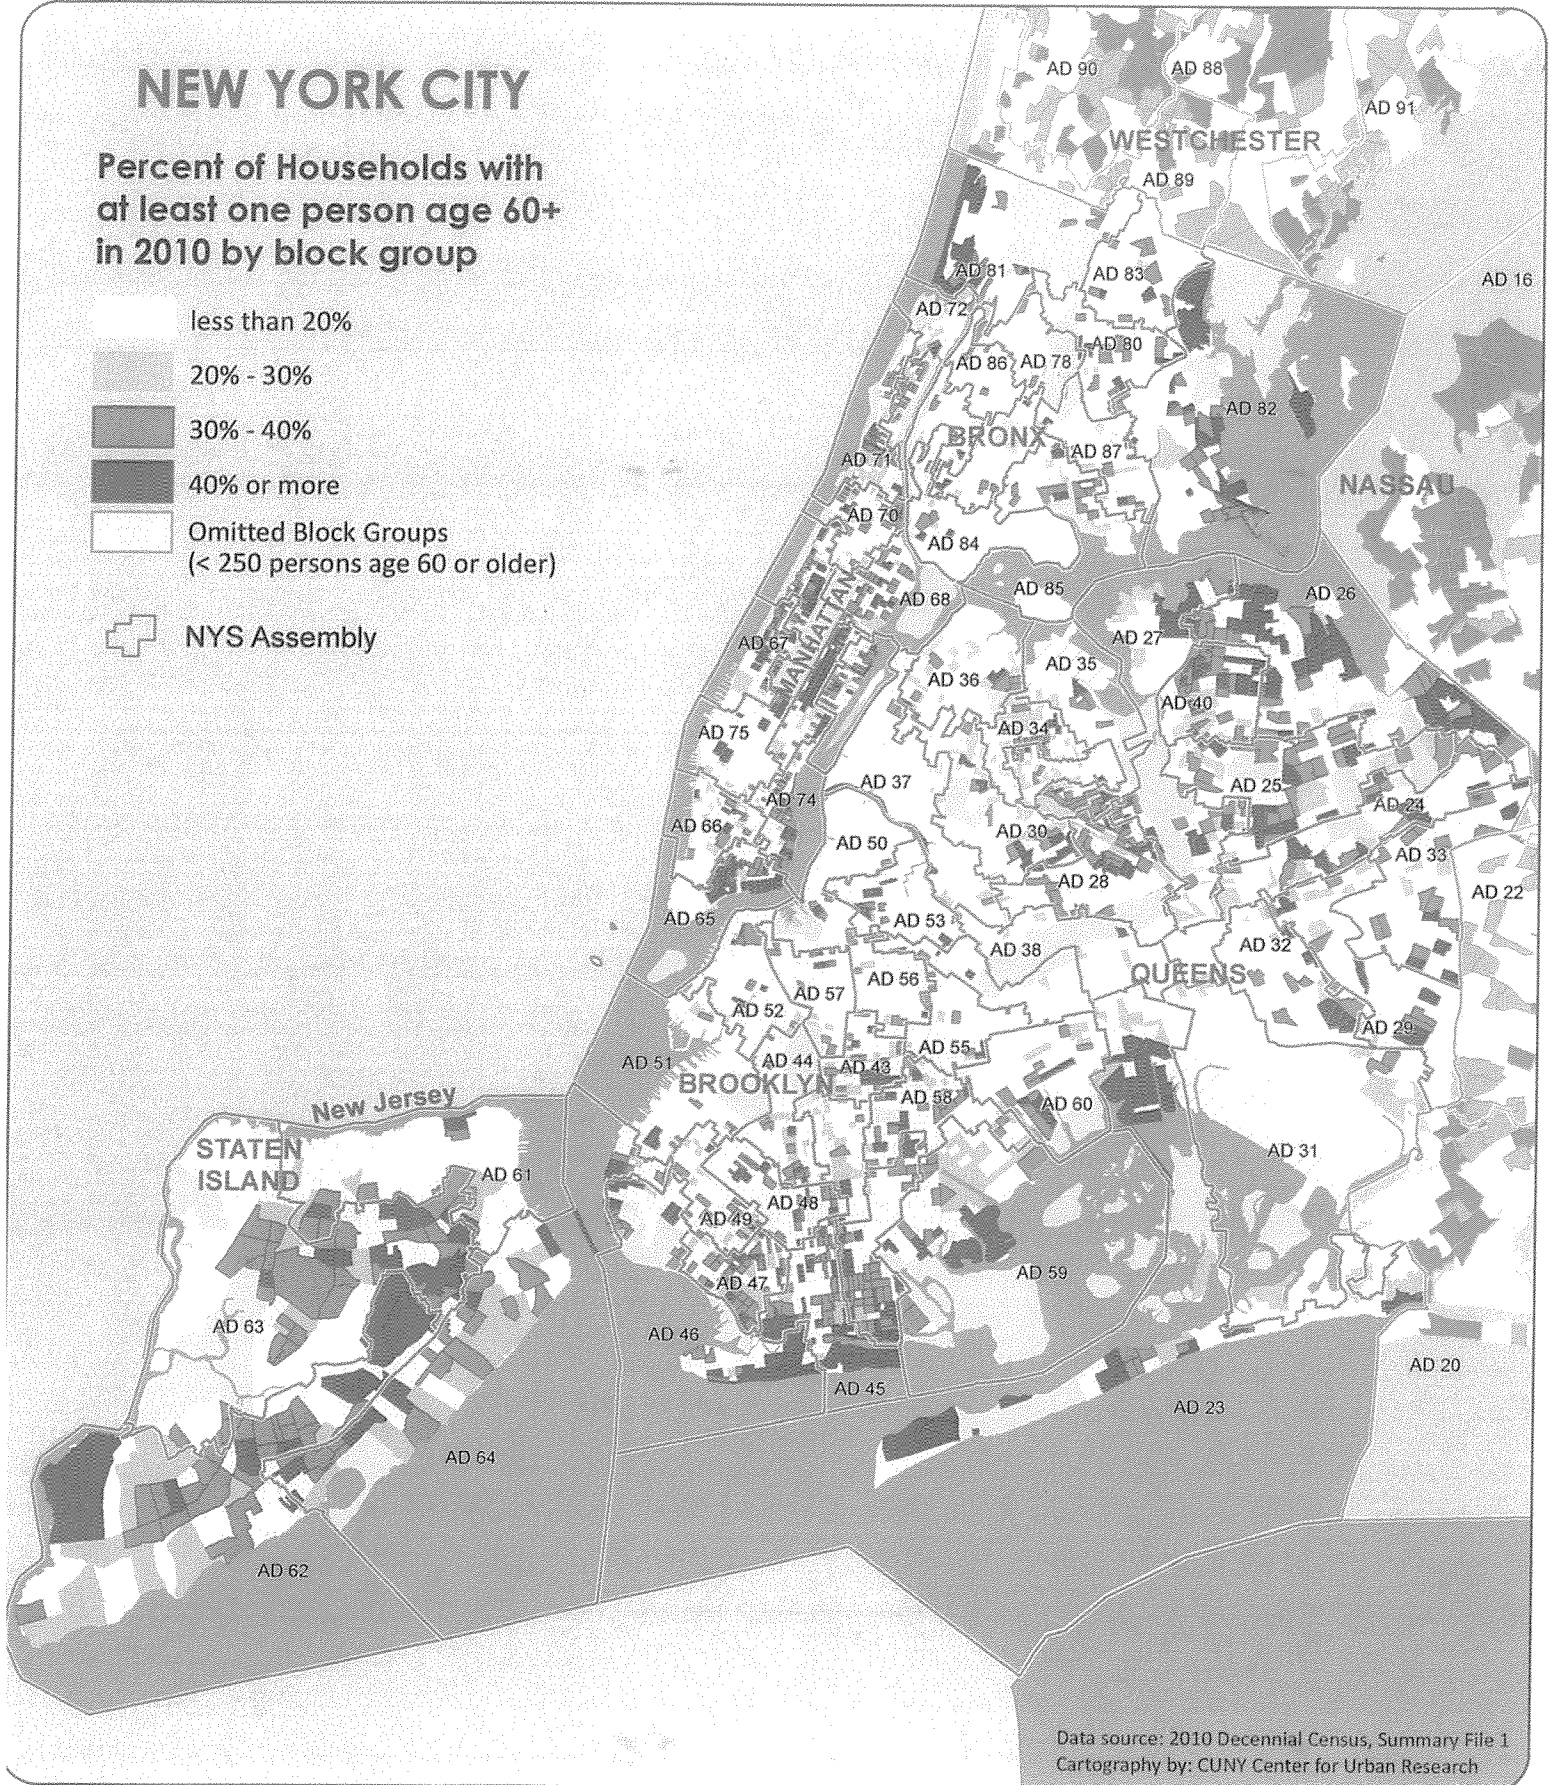 NEW YORK CITY
Percent of Households with
at least one person age 60+
in 2010 by block group
less than 20%
20% - 30%
30% - 40%
40% or more
Omitted Block Groups
(< 250 persons age 60 or older)
NYS Assembly
AD 90
AD 88
AD 91
WESTCHESTER
AD 89
AD 81
AD 83
AD 16
AD 72
AD 80
AD 86
AD 78
AD 82
BRONX
AD 87
AD 71
NASSAU
AD 70
AD 84
AD 85
AD 68
AD 26
MANHATTAN
AD 67
AD 27
AD 35
AD 36
AD 40
AD 34
AD 75
AD 37
AD 25
AD 74
AD 24
AD 66
AD 30
AD 50
AD 33
AD 28
AD 22
AD 65
AD 53
AD 38
AD 32
QUEENS
AD 56
AD 57
AD 52
AD 29
AD 55
AD 51
AD 44
AD 43
BROOKLYN
AD 58
AD 60
New Jersey
STATEN
ISLAND
AD 61
AD 31
AD 48
AD 49
AD 59
AD 47
AD 63
AD 46
AD 20
AD 45
AD 23
AD 64
AD 62
Data source: 2010 Decennial Census, Summary File 1
Cartography by: CUNY Center for Urban Research